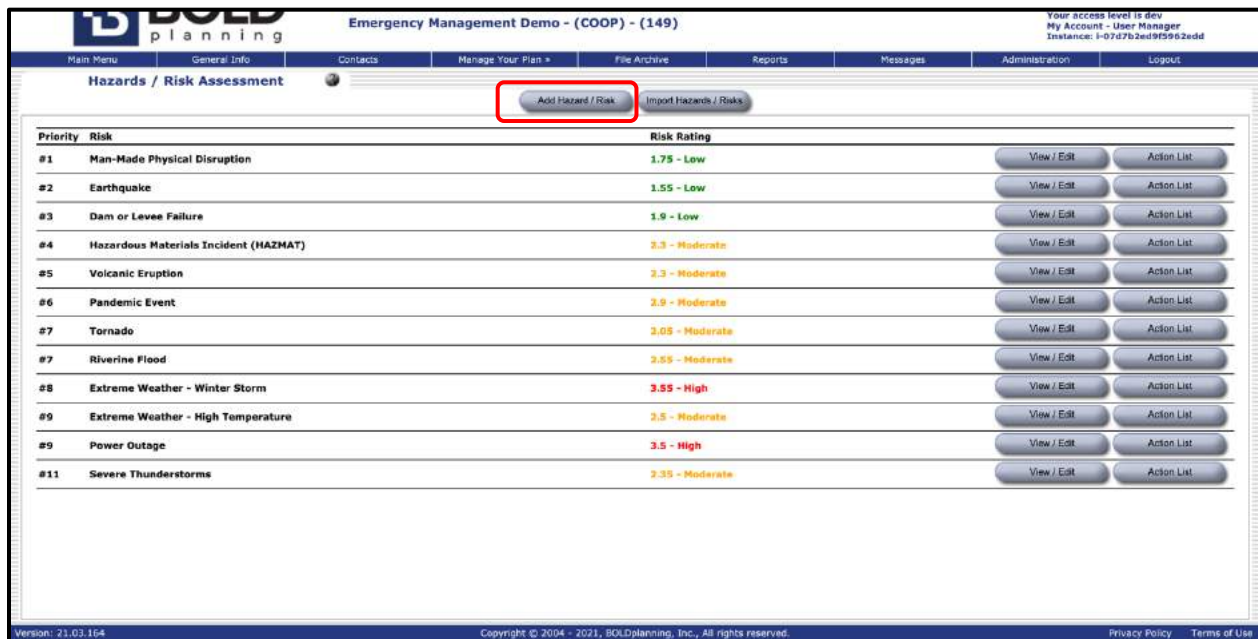 BOLD
planning
Emergency Management Demo - (COOP) - (149)
Your access level is dev
My Account - User Manager
Instance: i-07d7b2ed9f5962edd
Main Menu General Info Contacts Manage Your Plan » File Archive Reports Messages Administration Logout
Hazards / Risk Assessment
Add Hazard / Risk Import Hazards / Risks
Priority Risk Risk Rating
#1 Man-Made Physical Disruption 1.75 - Low View / Edit Action List
#2 Earthquake 1.55 - Low View / Edit Action List
#3 Dam or Levee Failure 1.9 - Low View / Edit Action List
#4 Hazardous Materials Incident (HAZMAT) 2.3 - Moderate View / Edit Action List
#5 Volcanic Eruption 2.3 - Moderate View / Edit Action List
#6 Pandemic Event 2.9 - Moderate View / Edit Action List
#7 Tornado 2.05 - Moderate View / Edit Action List
#7 Riverine Flood 2.55 - Moderate View / Edit Action List
#8 Extreme Weather - Winter Storm 3.55 - High View / Edit Action List
#9 Extreme Weather - High Temperature 2.5 - Moderate View / Edit Action List
#9 Power Outage 3.5 - High View / Edit Action List
#11 Severe Thunderstorms 2.35 - Moderate View / Edit Action List
Version: 21.03.164 Copyright © 2004 - 2021, BOLDplanning, Inc., All rights reserved. Privacy Policy Terms of Use